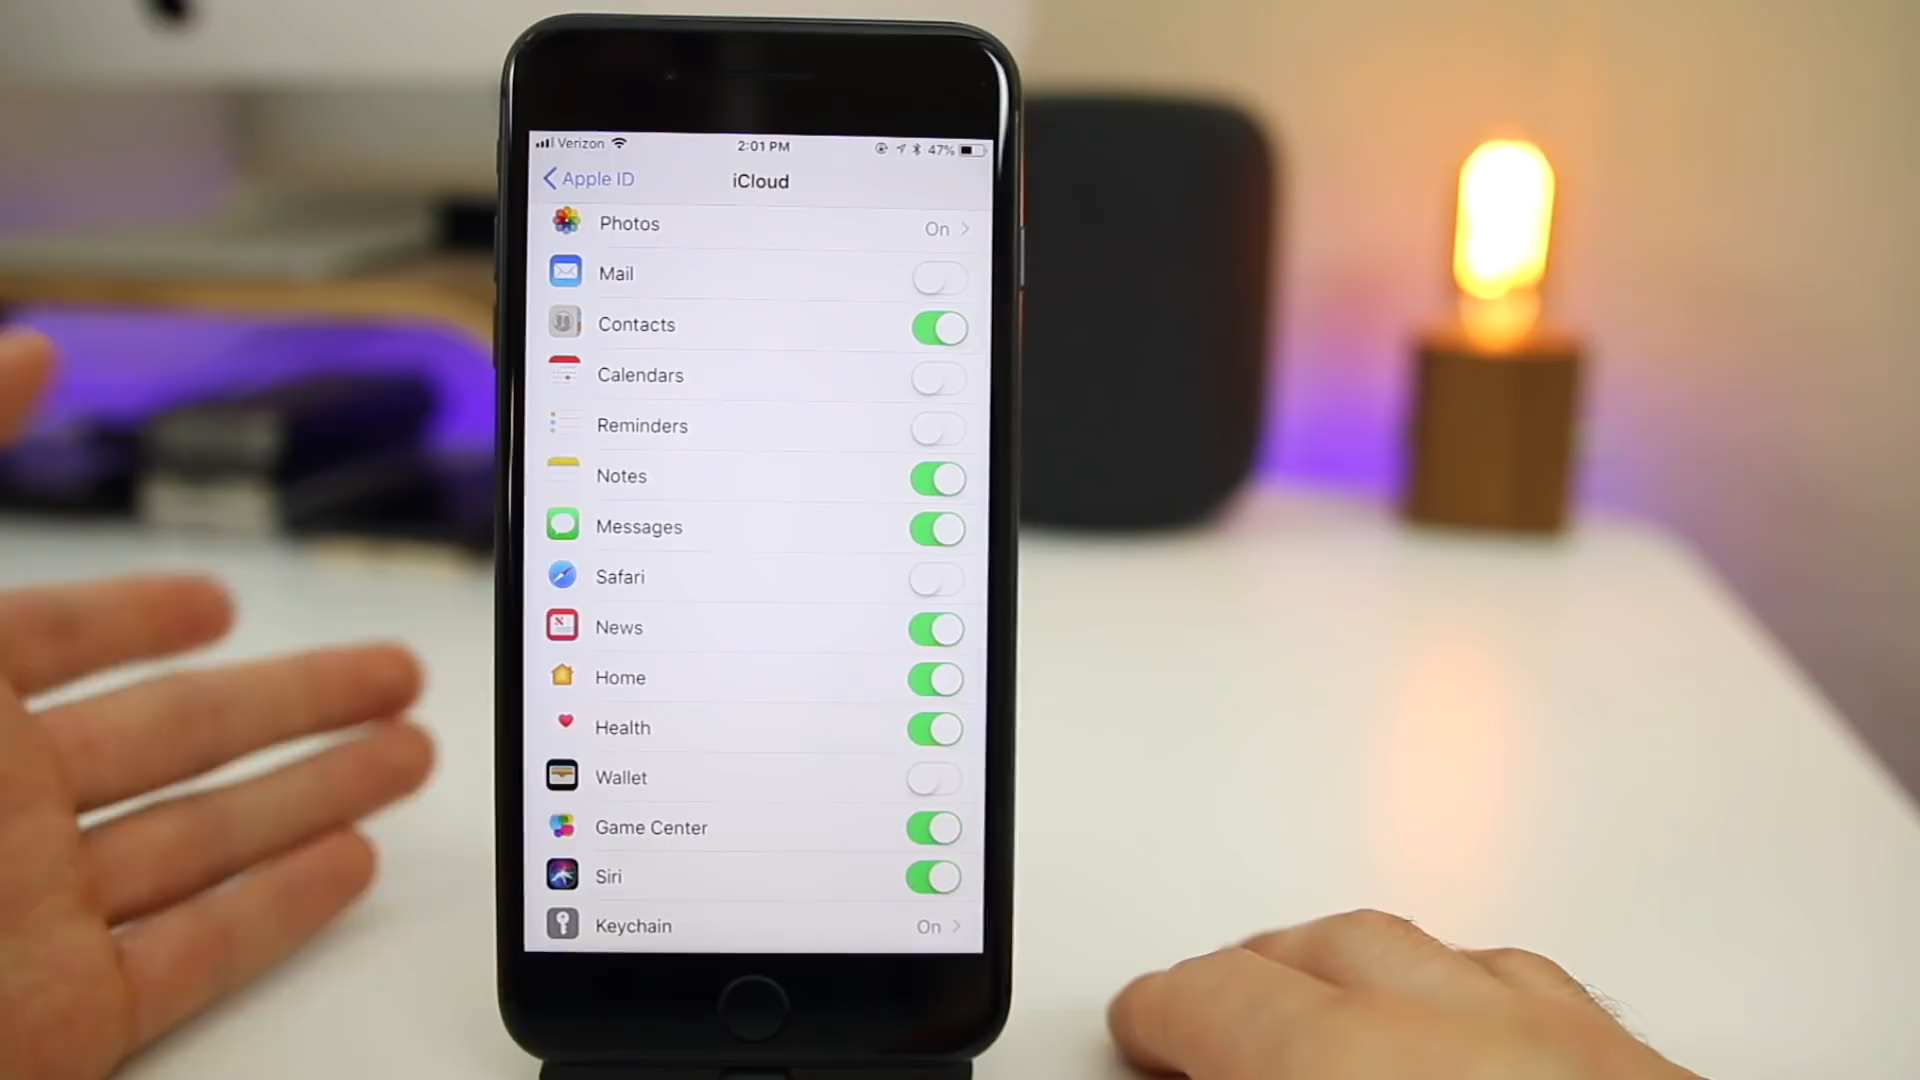 Verizon 2:01 PM 47%
Apple ID iCloud
Photos On
Mail
Contacts
Calendars
Reminders
Notes
Messages
Safari
News
Home
Health
Wallet
Game Center
Siri
Keychain On